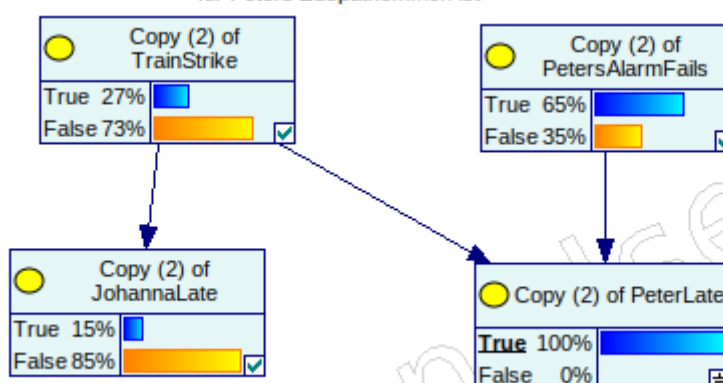 Copy (2) of
TrainStrike
True 27%
False 73%
Copy (2) of
PetersAlarmFails
True 65%
False 35%
Copy (2) of
JohannaLate
True 15%
False 85%
Copy (2) of PeterLate
True 100%
False 0%